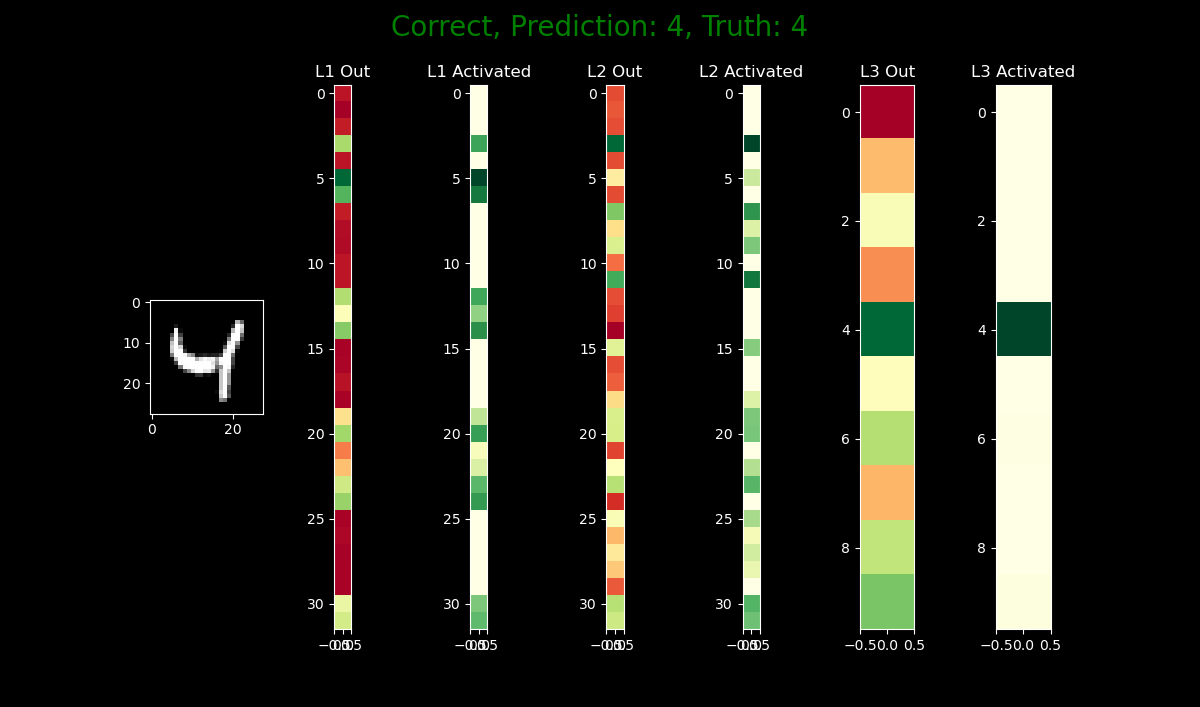 Correct, Prediction: 4, Truth: 4
L1 Out L1 Activated L2 Out L2 Activated L3 Out L3 Activated
0 0 0 0 0 0
5 5 5 5 2 2
10 10 10 10 4 4
15 15 15 15 6 6
20 20 20 20 8 8
25 25 25 25
30 30 30 30
0
10
20
0 20
4
−0.5 0.0 0.5 −0.5 0.0 0.5